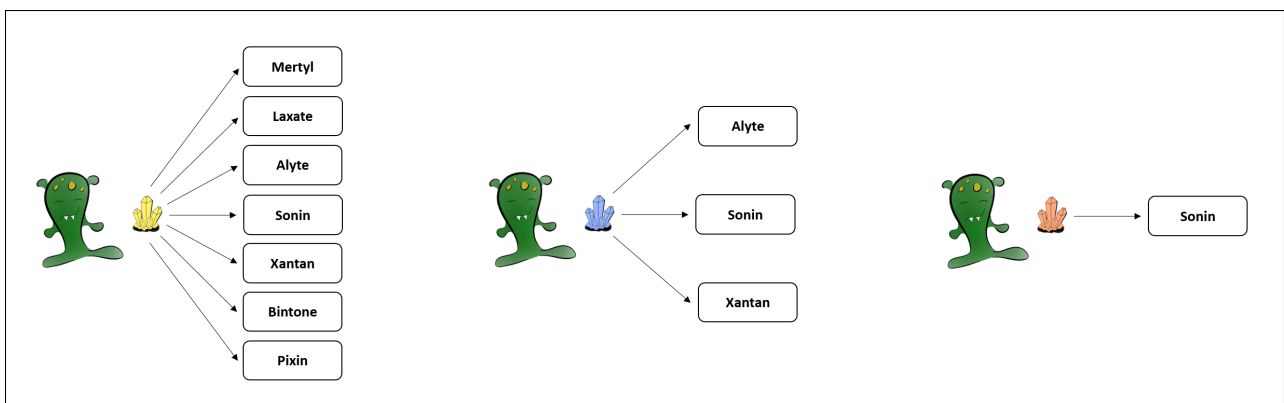 Mertyl
Laxate
Alyte
Sonin
Xantan
Bintone
Pixin
Alyte
Sonin
Xantan
Sonin